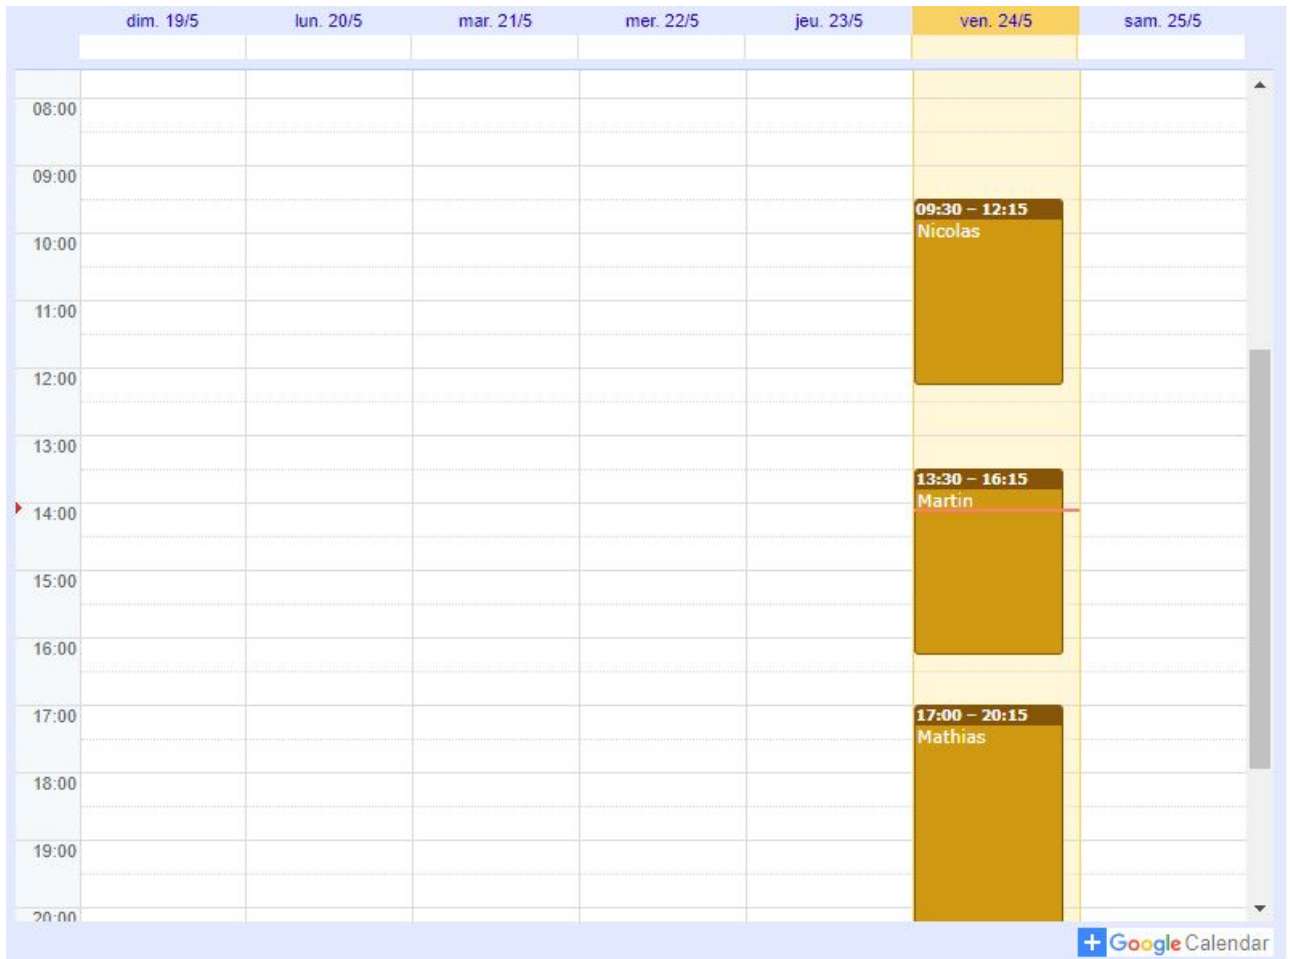 dim. 19/5 lun. 20/5 mar. 21/5 mer. 22/5 jeu. 23/5 ven. 24/5 sam. 25/5
08:00
09:00
09:30 – 12:15
Nicolas
10:00
11:00
12:00
13:00
13:30 – 16:15
Martin
14:00
15:00
16:00
17:00
17:00 – 20:15
Mathias
18:00
19:00
20:00
+ Google Calendar